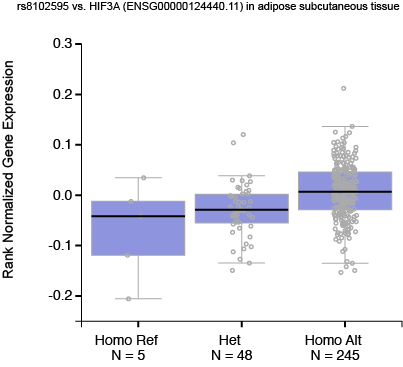 rs8102595 vs. HIF3A (ENSG00000124440.11) in adipose subcutaneous tissue
Rank Normalized Gene Expression
0.3
0.2
0.1
0.0
-0.1
-0.2
Homo Ref Het Homo Alt
N = 5 N = 48 N = 245